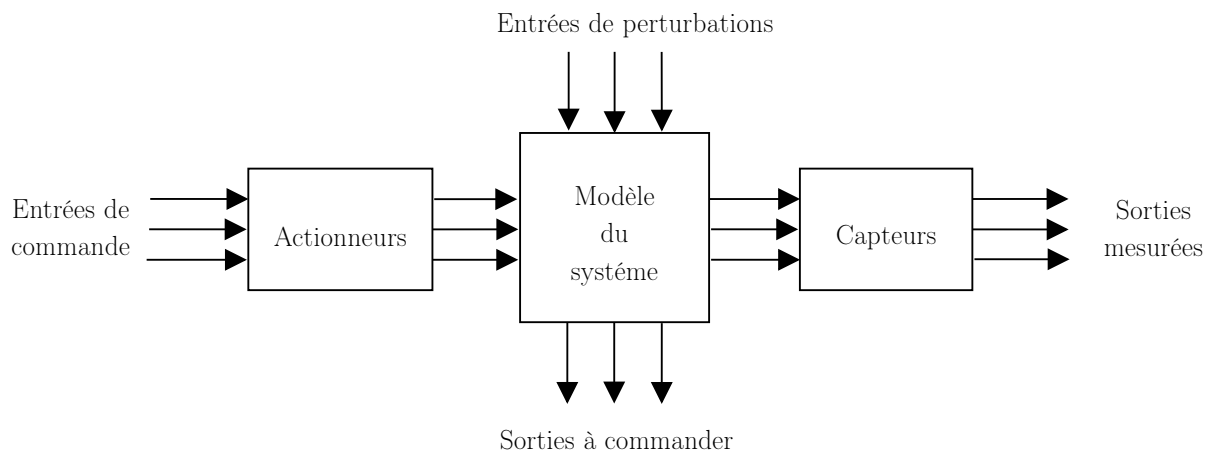 Entrées de perturbations
Entrées de
commande
Actionneurs
Modèle
du
systéme
Capteurs
Sorties
mesurées
Sorties à commander